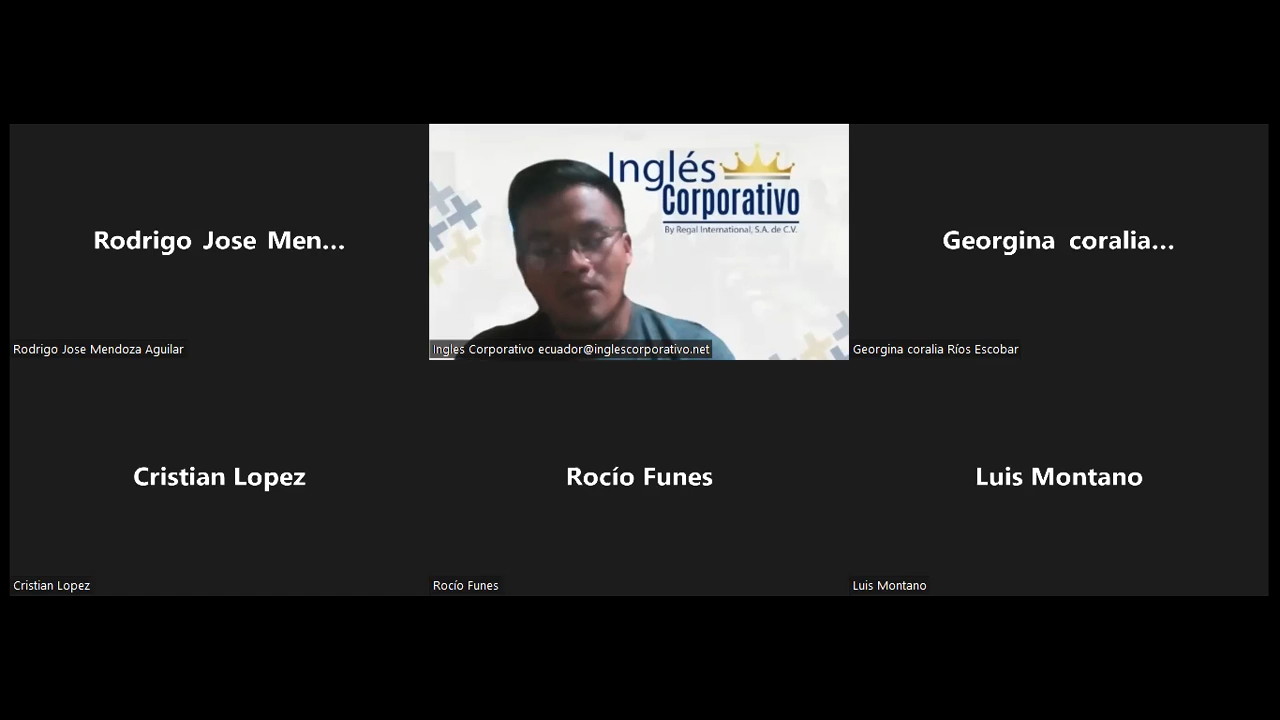 Rodrigo Jose Men...
Inglés
Corporativo
By Regal International, S.A. de C.V.
Georgina coralia...
Rodrigo Jose Mendoza Aguilar
Ingles Corporativo ecuador@inglescorporativo.net
Georgina coralia Ríos Escobar
Cristian Lopez
Rocío Funes
Luis Montano
Cristian Lopez
Rocío Funes
Luis Montano